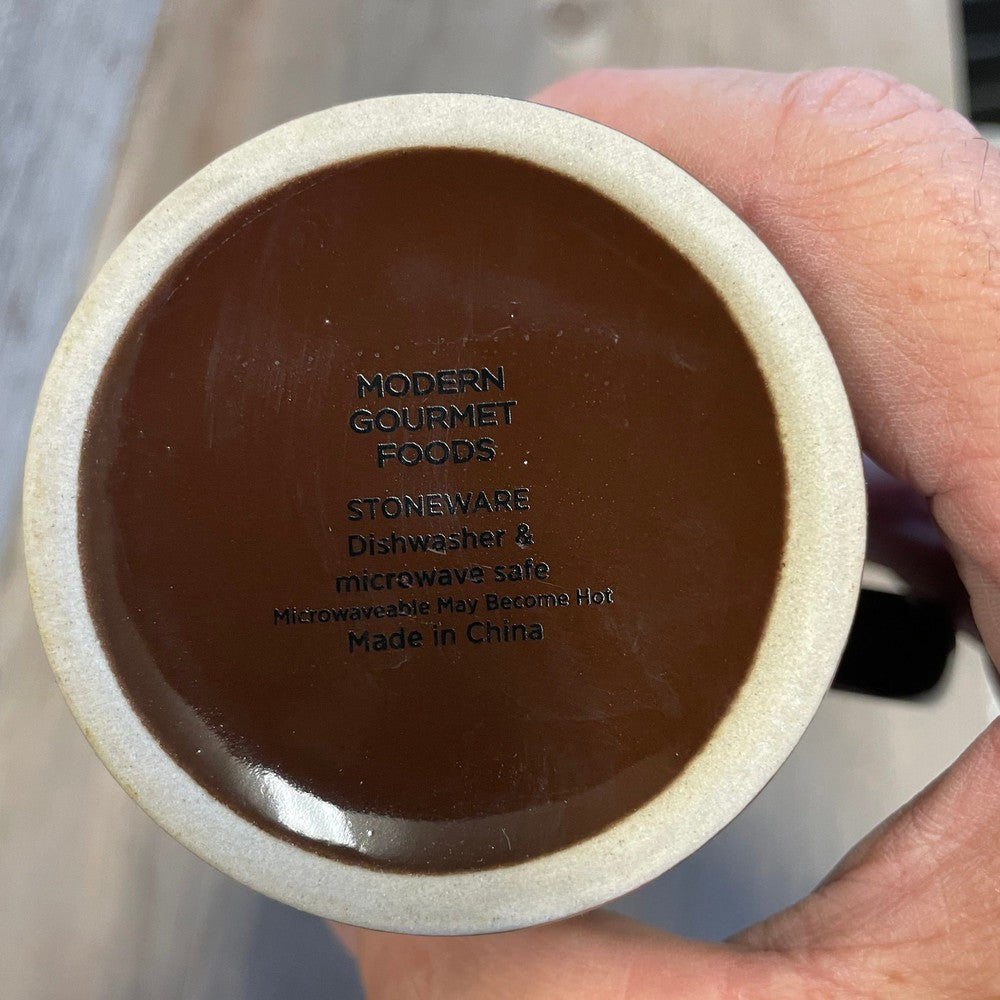 MODERN
GOURMET
FOODS
STONEWARE
Dishwasher &
microwave safe
Microwaveable May Become Hot
Made in China